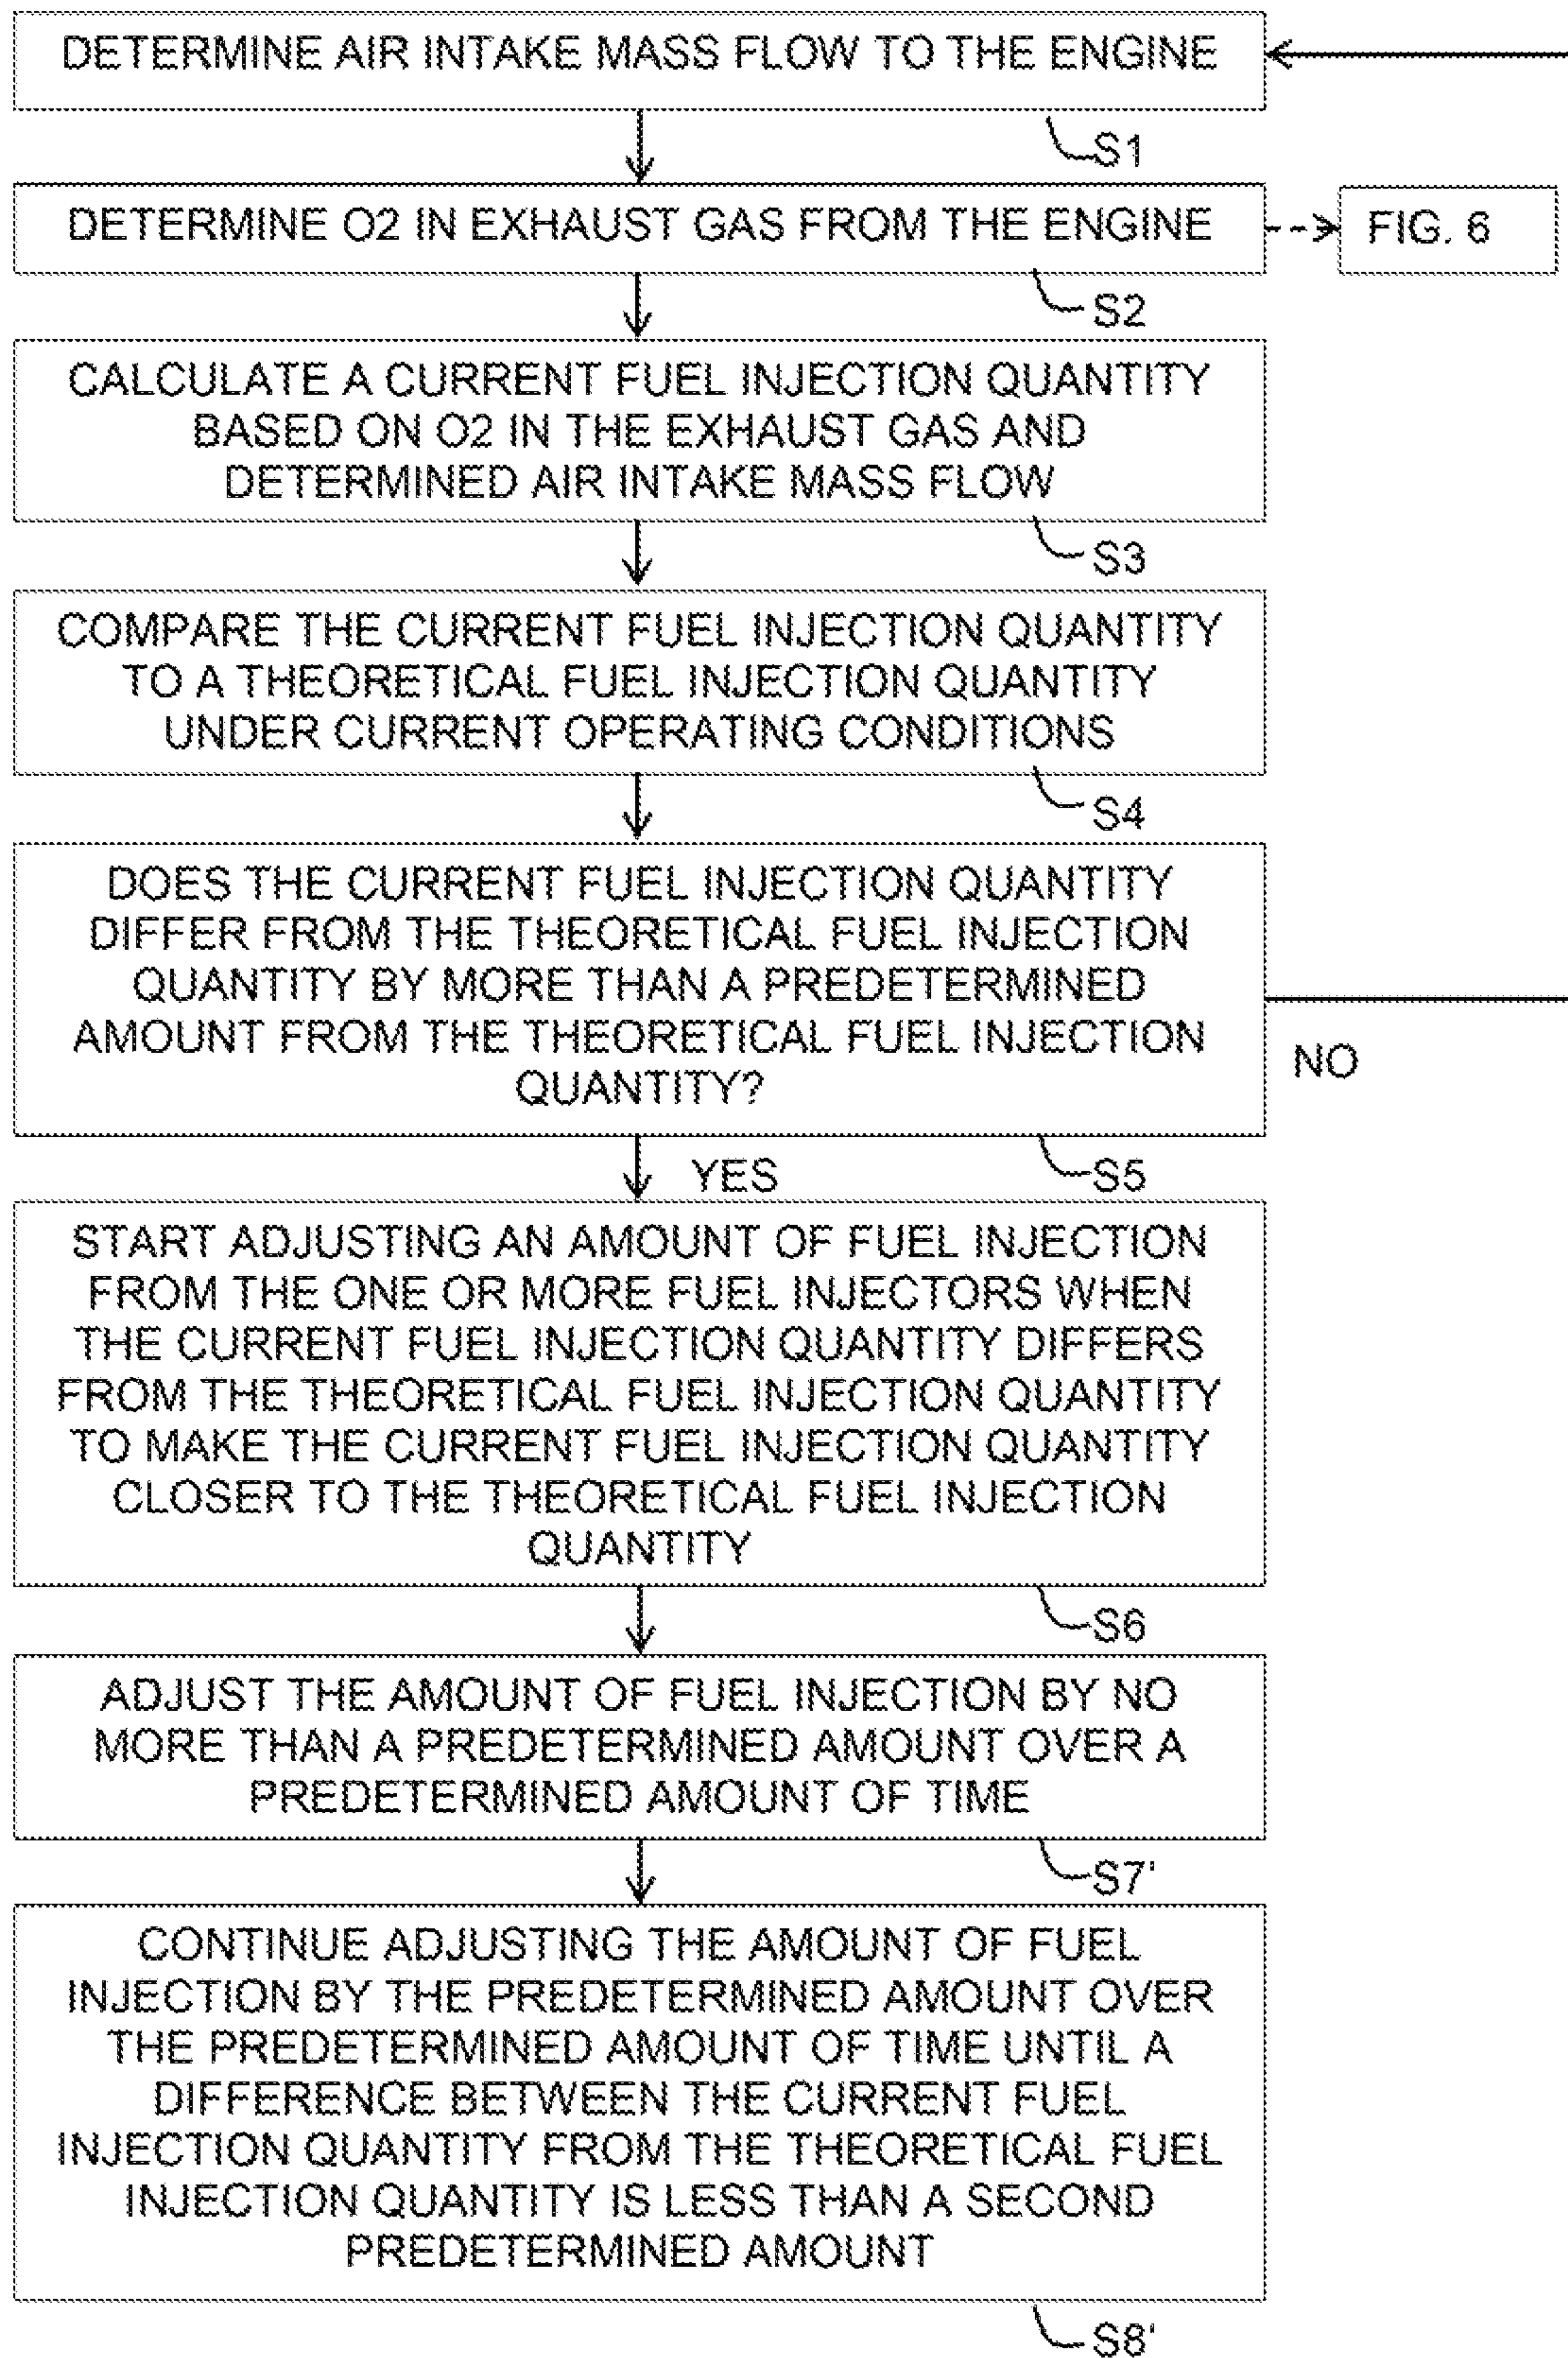 DETERMINE AIR INTAKE MASS FLOW TO THE ENGINE
S1
DETERMINE O2 IN EXHAUST GAS FROM THE ENGINE
FIG. 6
S2
CALCULATE A CURRENT FUEL INJECTION QUANTITY
BASED ON O2 IN THE EXHAUST GAS AND
DETERMINED AIR INTAKE MASS FLOW
S3
COMPARE THE CURRENT FUEL INJECTION QUANTITY
TO A THEORETICAL FUEL INJECTION QUANTITY
UNDER CURRENT OPERATING CONDITIONS
S4
DOES THE CURRENT FUEL INJECTION QUANTITY
DIFFER FROM THE THEORETICAL FUEL INJECTION
QUANTITY BY MORE THAN A PREDETERMINED
AMOUNT FROM THE THEORETICAL FUEL INJECTION
QUANTITY?
NO
YES
S5
START ADJUSTING AN AMOUNT OF FUEL INJECTION
FROM THE ONE OR MORE FUEL INJECTORS WHEN
THE CURRENT FUEL INJECTION QUANTITY DIFFERS
FROM THE THEORETICAL FUEL INJECTION QUANTITY
TO MAKE THE CURRENT FUEL INJECTION QUANTITY
CLOSER TO THE THEORETICAL FUEL INJECTION
QUANTITY
S6
ADJUST THE AMOUNT OF FUEL INJECTION BY NO
MORE THAN A PREDETERMINED AMOUNT OVER A
PREDETERMINED AMOUNT OF TIME
S7'
CONTINUE ADJUSTING THE AMOUNT OF FUEL
INJECTION BY THE PREDETERMINED AMOUNT OVER
THE PREDETERMINED AMOUNT OF TIME UNTIL A
DIFFERENCE BETWEEN THE CURRENT FUEL
INJECTION QUANTITY FROM THE THEORETICAL FUEL
INJECTION QUANTITY IS LESS THAN A SECOND
PREDETERMINED AMOUNT
S8'